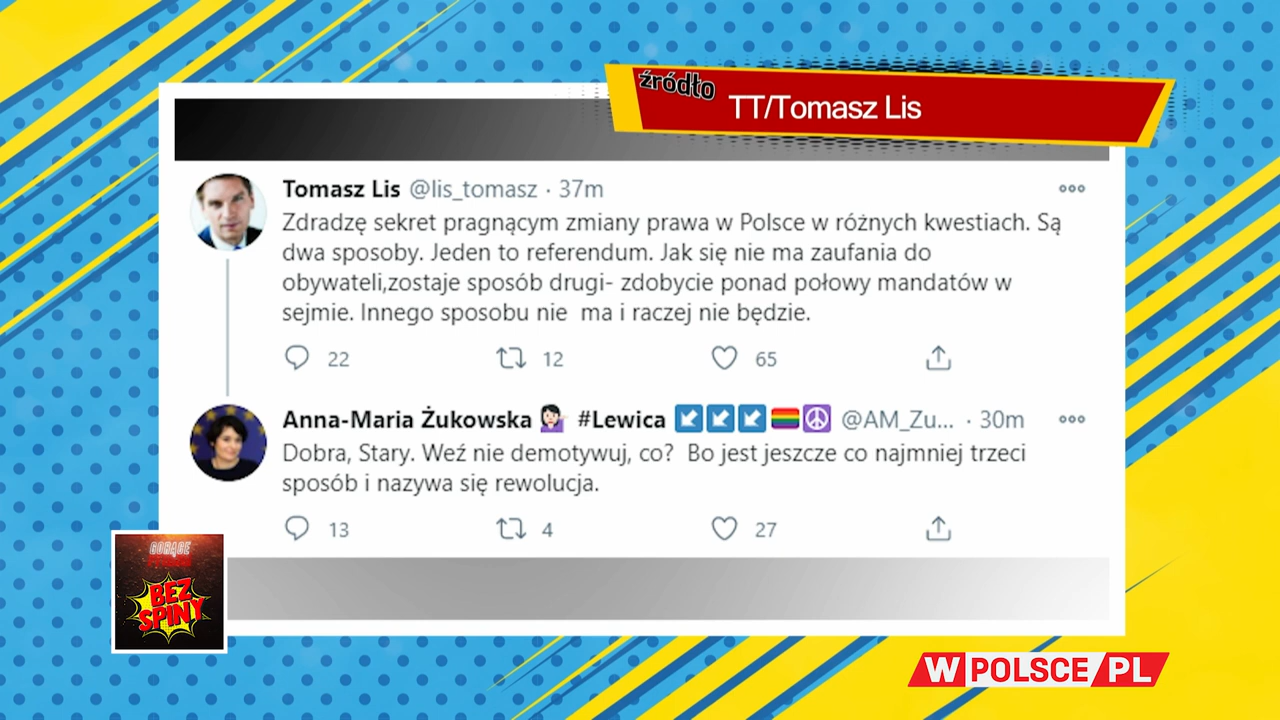 źródło
TT/Tomasz Lis
Tomasz Lis @lis_tomasz · 37m
Zdradzę sekret pragnącym zmiany prawa w Polsce w różnych kwestiach. Są
dwa sposoby. Jeden to referendum. Jak się nie ma zaufania do
obywateli,zostaje sposób drugi- zdobycie ponad połowy mandatów w
sejmie. Innego sposobu nie ma i raczej nie będzie.
22 12 65
Anna-Maria Żukowska 💁🏻‍♀️ #Lewica ↙️↙️↙️🏳️‍🌈☮️ @AM_Zu... · 30m
Dobra, Stary. Weź nie demotywuj, co? Bo jest jeszcze co najmniej trzeci
sposób i nazywa się rewolucja.
13 4 27
GORĄCE
BEZ
SPINY
WPOLSCE/PL